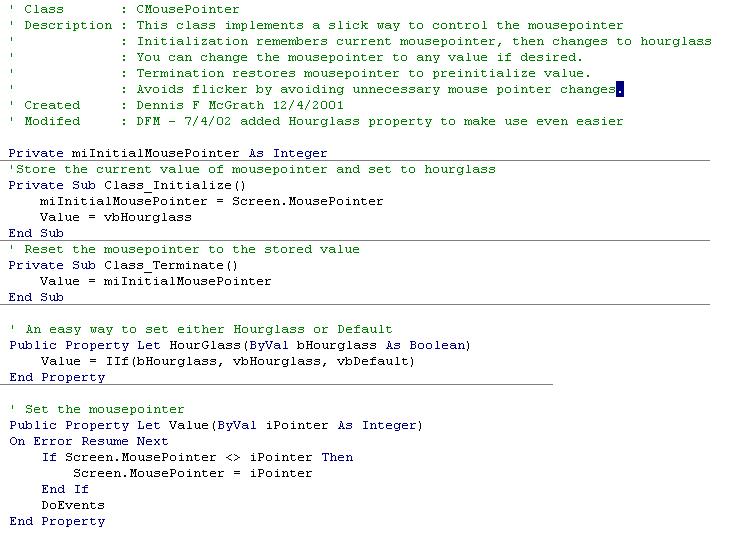 ' Class       : CMousePointer
' Description : This class implements a slick way to control the mousepointer
'             : Initialization remembers current mousepointer, then changes to hourglass
'             : You can change the mousepointer to any value if desired.
'             : Termination restores mousepointer to preinitialize value.
'             : Avoids flicker by avoiding unnecessary mouse pointer changes.
' Created     : Dennis F McGrath 12/4/2001
' Modifed     : DFM - 7/4/02 added Hourglass property to make use even easier

Private miInitialMousePointer As Integer
'Store the current value of mousepointer and set to hourglass
Private Sub Class_Initialize()
    miInitialMousePointer = Screen.MousePointer
    Value = vbHourglass
End Sub
' Reset the mousepointer to the stored value
Private Sub Class_Terminate()
    Value = miInitialMousePointer
End Sub

' An easy way to set either Hourglass or Default
Public Property Let HourGlass(ByVal bHourglass As Boolean)
    Value = IIf(bHourglass, vbHourglass, vbDefault)
End Property

' Set the mousepointer
Public Property Let Value(ByVal iPointer As Integer)
On Error Resume Next
    If Screen.MousePointer <> iPointer Then
        Screen.MousePointer = iPointer
    End If
    DoEvents
End Property